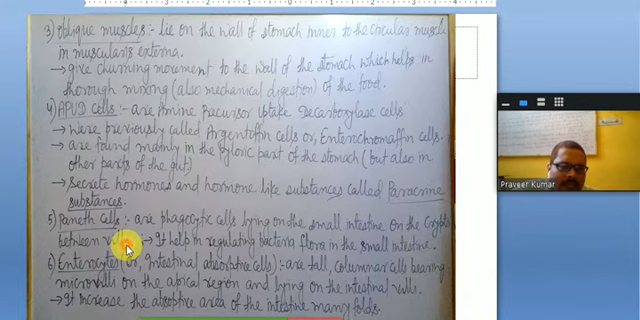 3) Oblique muscles :- lie on the wall of stomach inner to the circular muscle
in muscularis externa.
→ give churning movement to the wall of the stomach which helps in
thorough mixing (also mechanical digestion) of the food.
4) APUD Cells :- are Amine Precursor Uptake Decarboxylase cells
→ Were previously called Argentaffin cells or, Enterochromaffin cells.
→ are found mainly in the pyloric part of the stomach (but also in
other parts of the gut)
→ Secrete hormones and hormone like substances called Paracrine
substances.
5) Paneth cells :- are phagocytic cells lying on the small intestine on the crypts
between villi → It help in regulating bacteria flora in the small intestine.
6) Enterocytes (or, Intestinal absorptive cells) :- are tall, columnar cells bearing
microvilli on the apical region and lying on the intestinal villi.
→ It increase the absorptive area of the intestine many folds.
Praveer Kumar